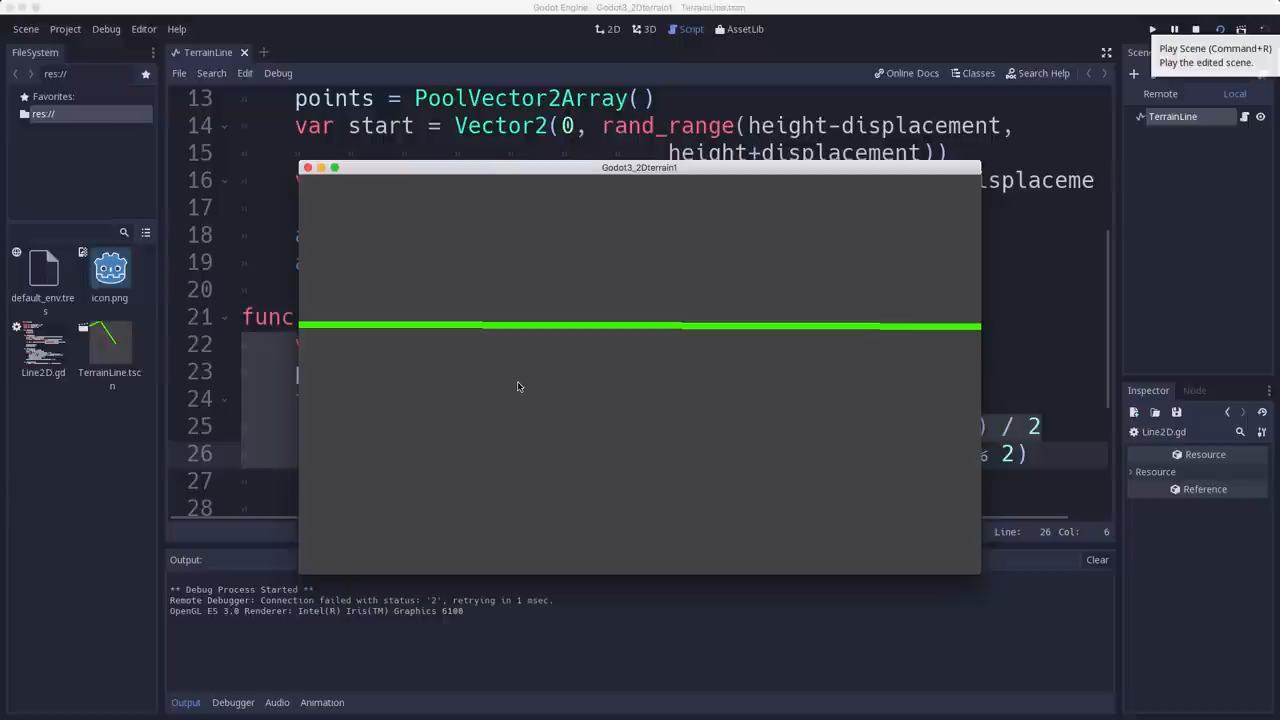 Godot Engine - Godot3_2Dterrain1 - TerrainLine.tscn
Scene Project Debug Editor Help
2D 3D Script AssetLib
Play Scene (Command+R)
Play the edited scene.
FileSystem
res://
Favorites:
res://
default_env.tre
s
icon.png
Line2D.gd
TerrainLine.tsc
n
TerrainLine
File Search Edit Debug
Online Docs Classes Search Help
13 points = PoolVector2Array()
14 var start = Vector2(0, rand_range(height-displacement,
15 height+displacement))
16 isplaceme
17
18
19
20
21 func
22
23
24
25 ) / 2
26 % 2)
27
28
Godot3_2Dterrain1
Line: 26 Col: 6
Output:
Clear
** Debug Process Started **
Remote Debugger: Connection failed with status: '2', retrying in 1 msec.
OpenGL ES 3.0 Renderer: Intel(R) Iris(TM) Graphics 6100
Output Debugger Audio Animation
Scene
Remote Local
TerrainLine
Inspector Node
Line2D.gd
Resource
Resource
Reference